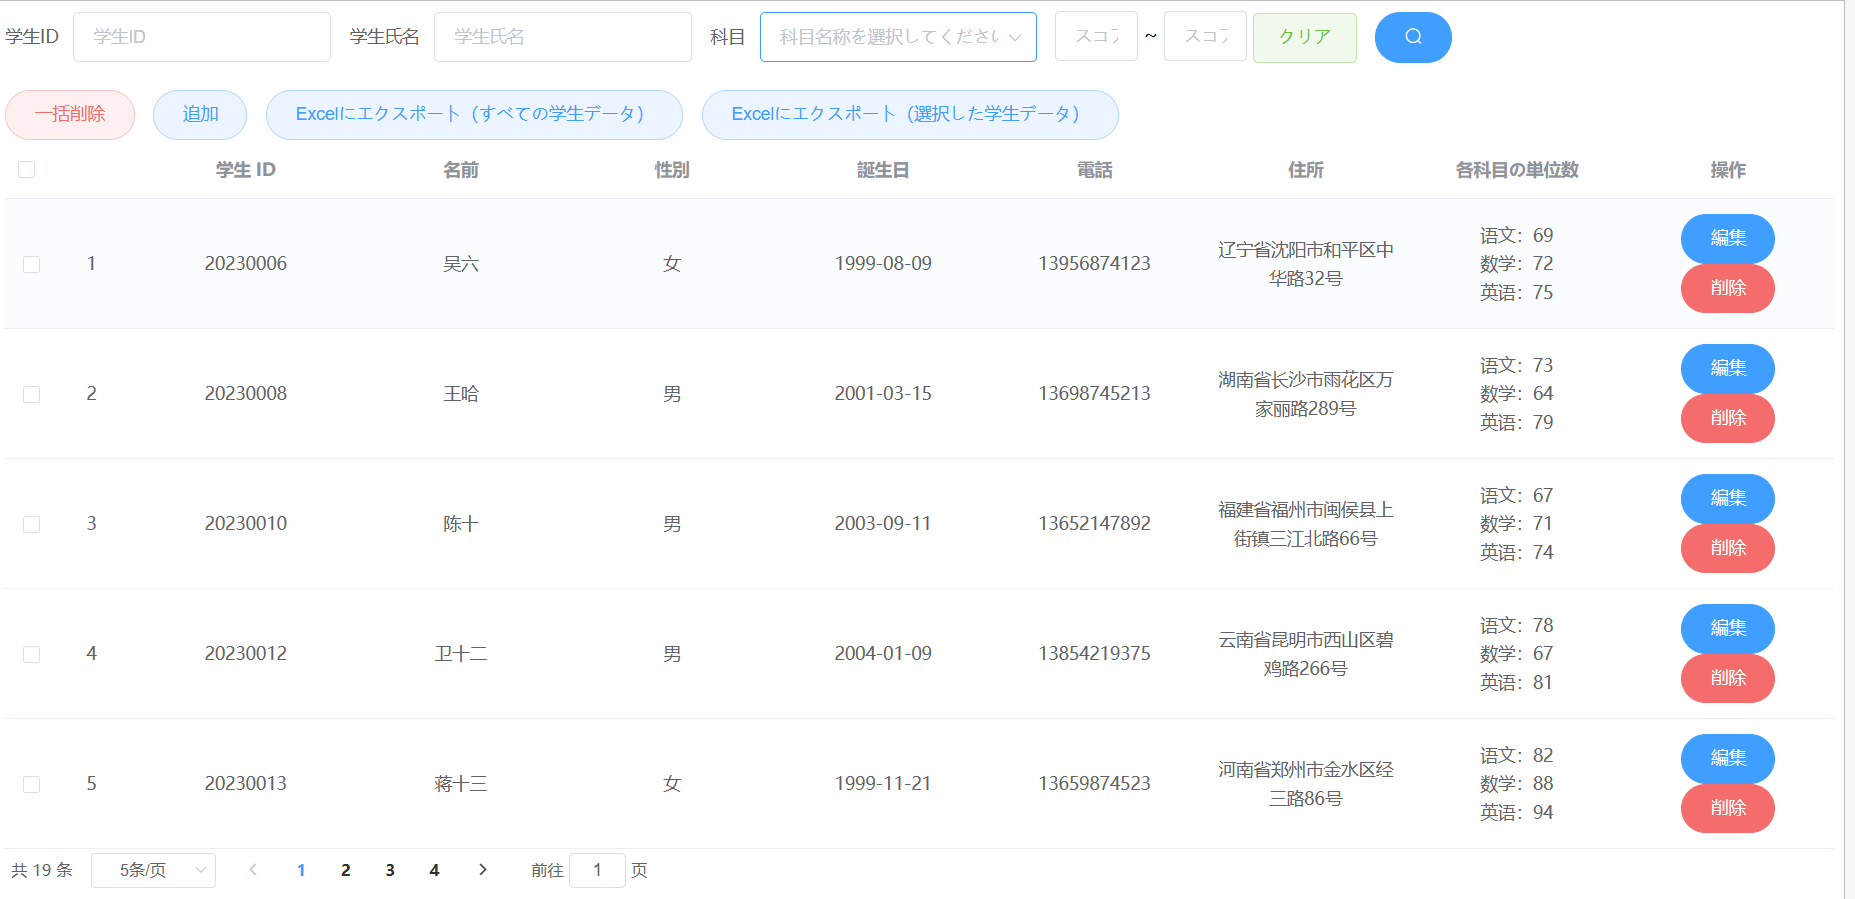 学生ID 学生ID 学生氏名 学生氏名 科目 科目名称を選択してください スコア ~ スコア クリア
一括削除 追加 Excelにエクスポート（すべての学生データ） Excelにエクスポート（選択した学生データ）
学生 ID 名前 性別 誕生日 電話 住所 各科目の単位数 操作
1 20230006 吴六 女 1999-08-09 13956874123
辽宁省沈阳市和平区中
华路32号
语文：69
数学：72
英语：75
編集
削除
2 20230008 王哈 男 2001-03-15 13698745213
湖南省长沙市雨花区万
家丽路289号
语文：73
数学：64
英语：79
編集
削除
3 20230010 陈十 男 2003-09-11 13652147892
福建省福州市闽侯县上
街镇三江北路66号
语文：67
数学：71
英语：74
編集
削除
4 20230012 卫十二 男 2004-01-09 13854219375
云南省昆明市西山区碧
鸡路266号
语文：78
数学：67
英语：81
編集
削除
5 20230013 蒋十三 女 1999-11-21 13659874523
河南省郑州市金水区经
三路86号
语文：82
数学：88
英语：94
編集
削除
共 19 条 5条/页 1 2 3 4 前往 1 页